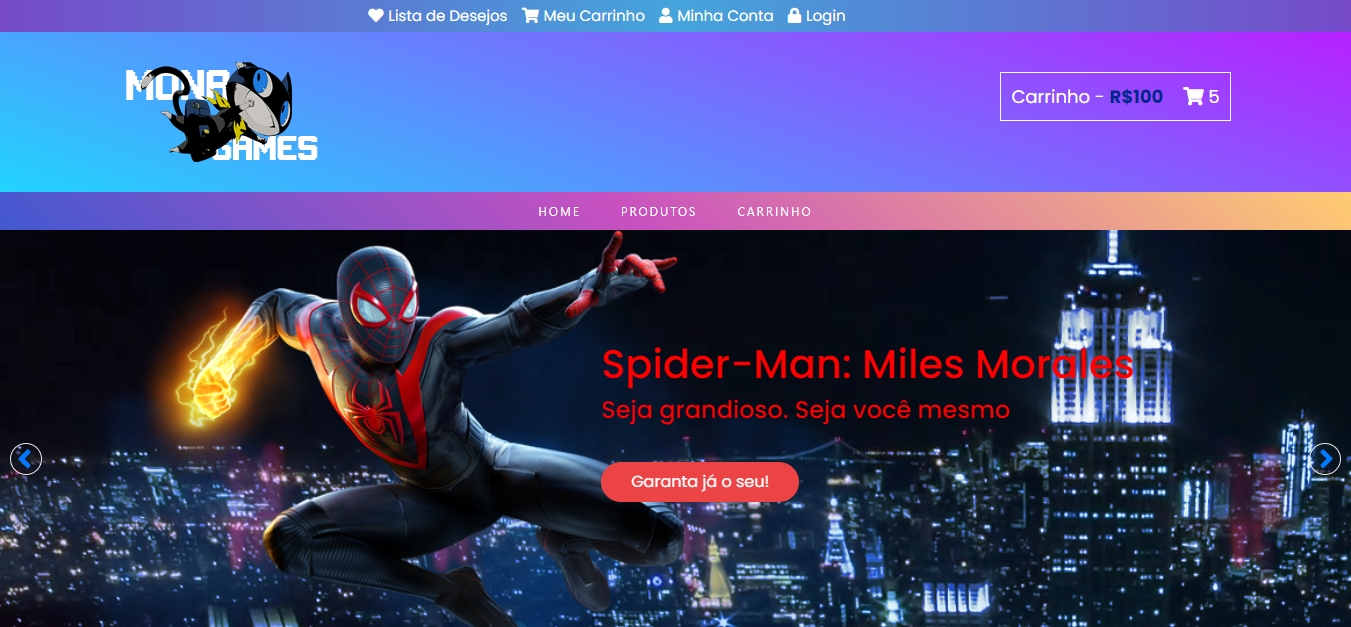 Lista de Desejos Meu Carrinho Minha Conta Login
MONA
GAMES
Carrinho - R$100 5
HOME PRODUTOS CARRINHO
Spider-Man: Miles Morales
Seja grandioso. Seja você mesmo
Garanta já o seu!